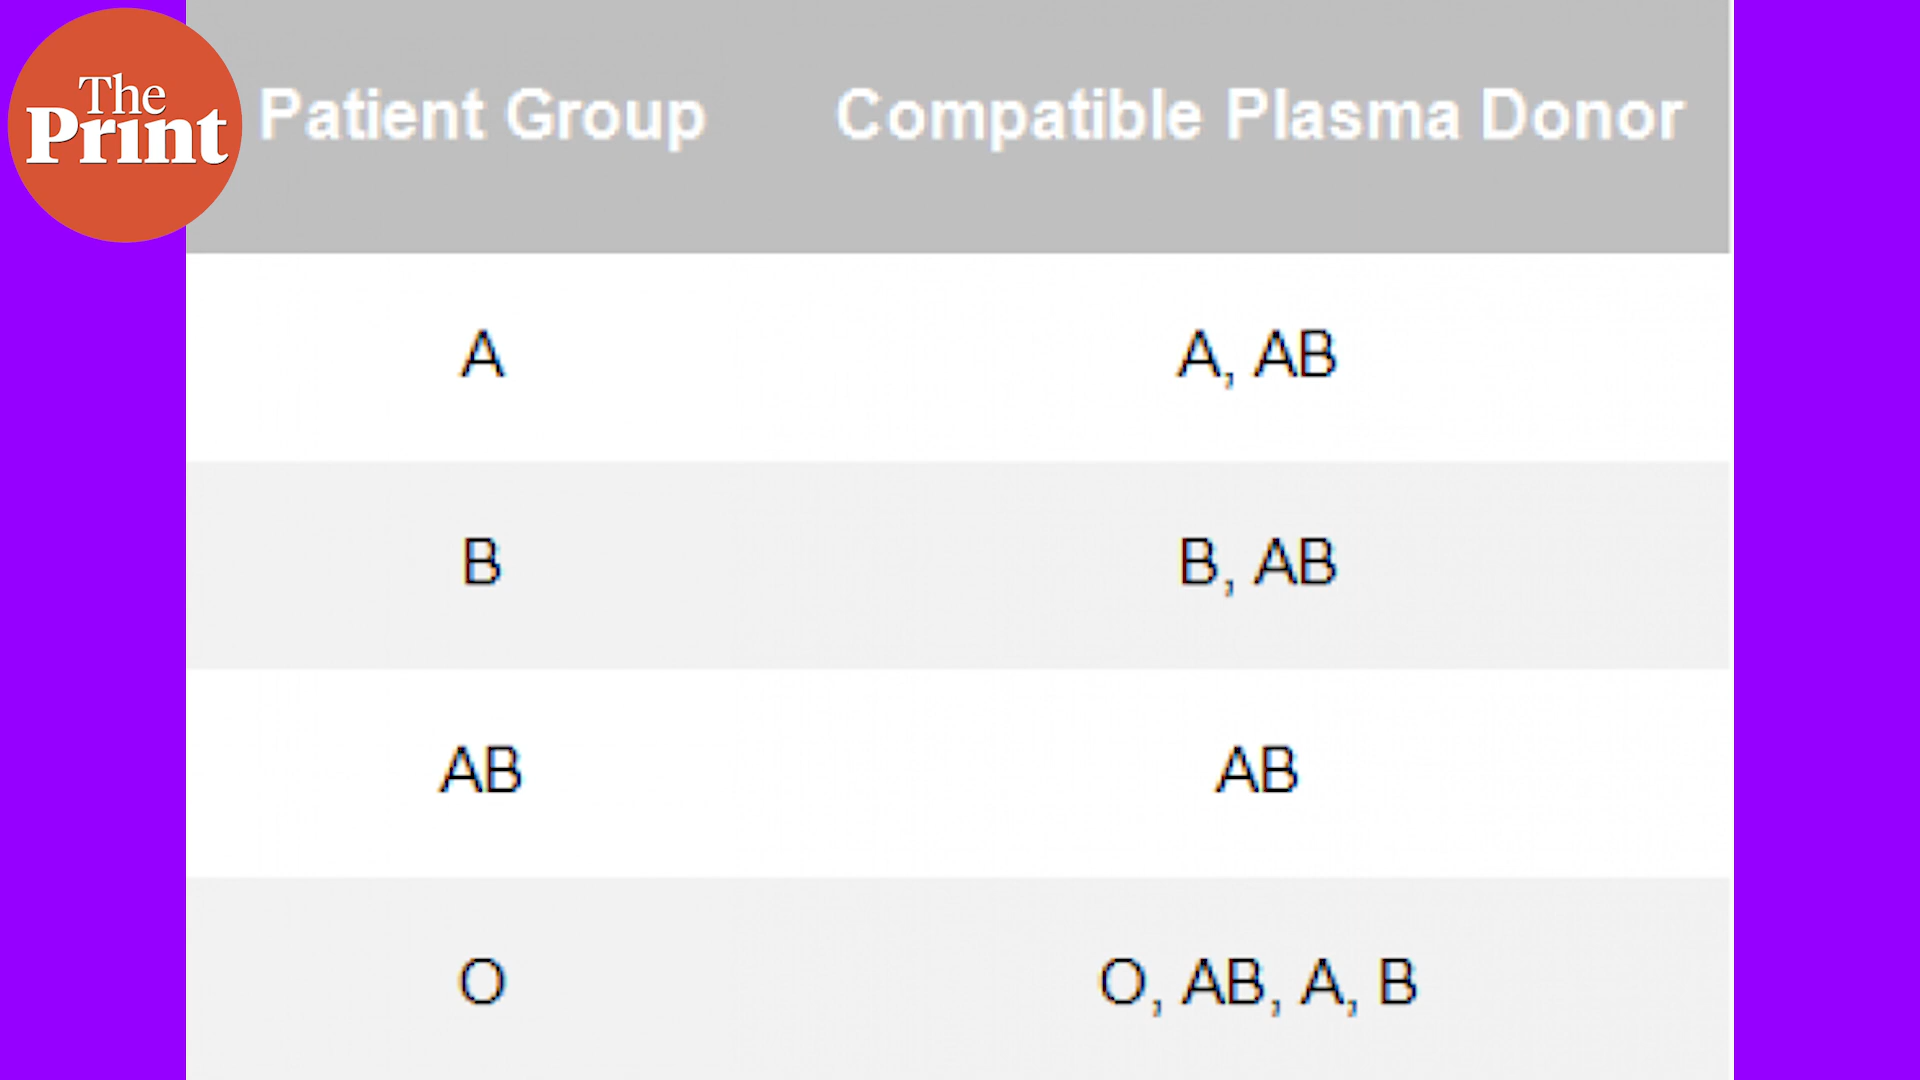 The
Print
Patient Group Compatible Plasma Donor
A A, AB
B B, AB
AB AB
O O, AB, A, B